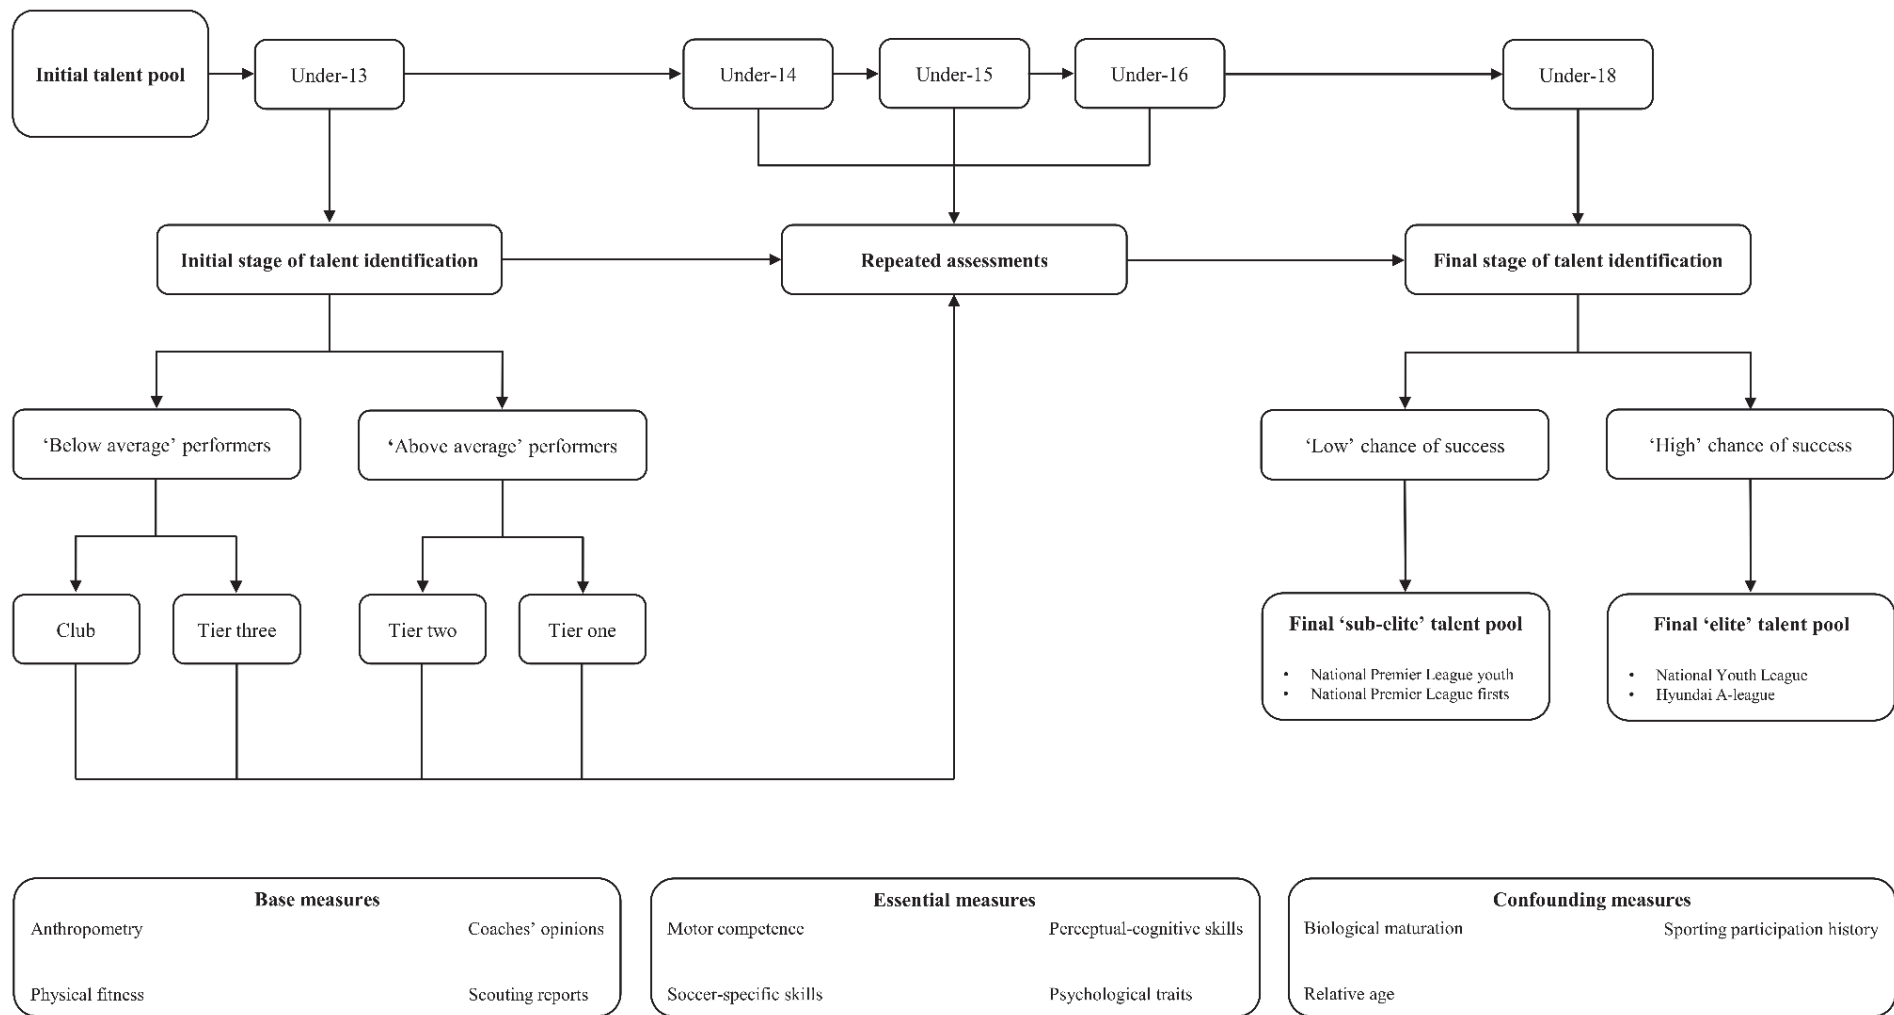 Initial talent pool
Under-13
Under-14
Under-15
Under-16
Under-18
Initial stage of talent identification
Repeated assessments
Final stage of talent identification
‘Below average’ performers
‘Above average’ performers
‘Low’ chance of success
‘High’ chance of success
Club
Tier three
Tier two
Tier one
Final ‘sub-elite’ talent pool
• National Premier League youth
• National Premier League firsts
Final ‘elite’ talent pool
• National Youth League
• Hyundai A-league
Base measures
Anthropometry
Coaches’ opinions
Physical fitness
Scouting reports
Essential measures
Motor competence
Perceptual-cognitive skills
Soccer-specific skills
Psychological traits
Confounding measures
Biological maturation
Sporting participation history
Relative age